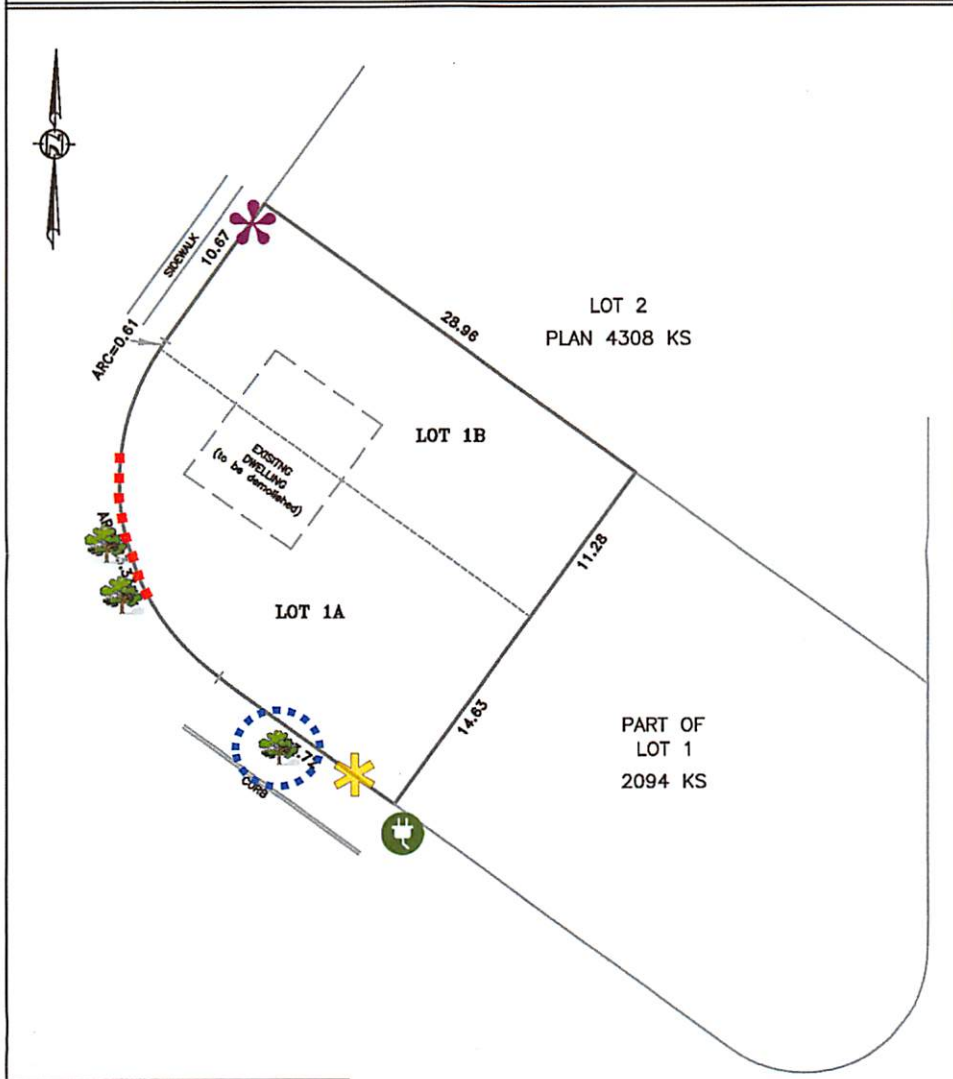 SIDEWALK
10.67
ARC=0.61
28.96
LOT 2
PLAN 4308 KS
LOT 1B
EXISITNG
DWELLING
(to be demolished)
11.28
LOT 1A
14.63
PART OF
LOT 1
2094 KS
CURB